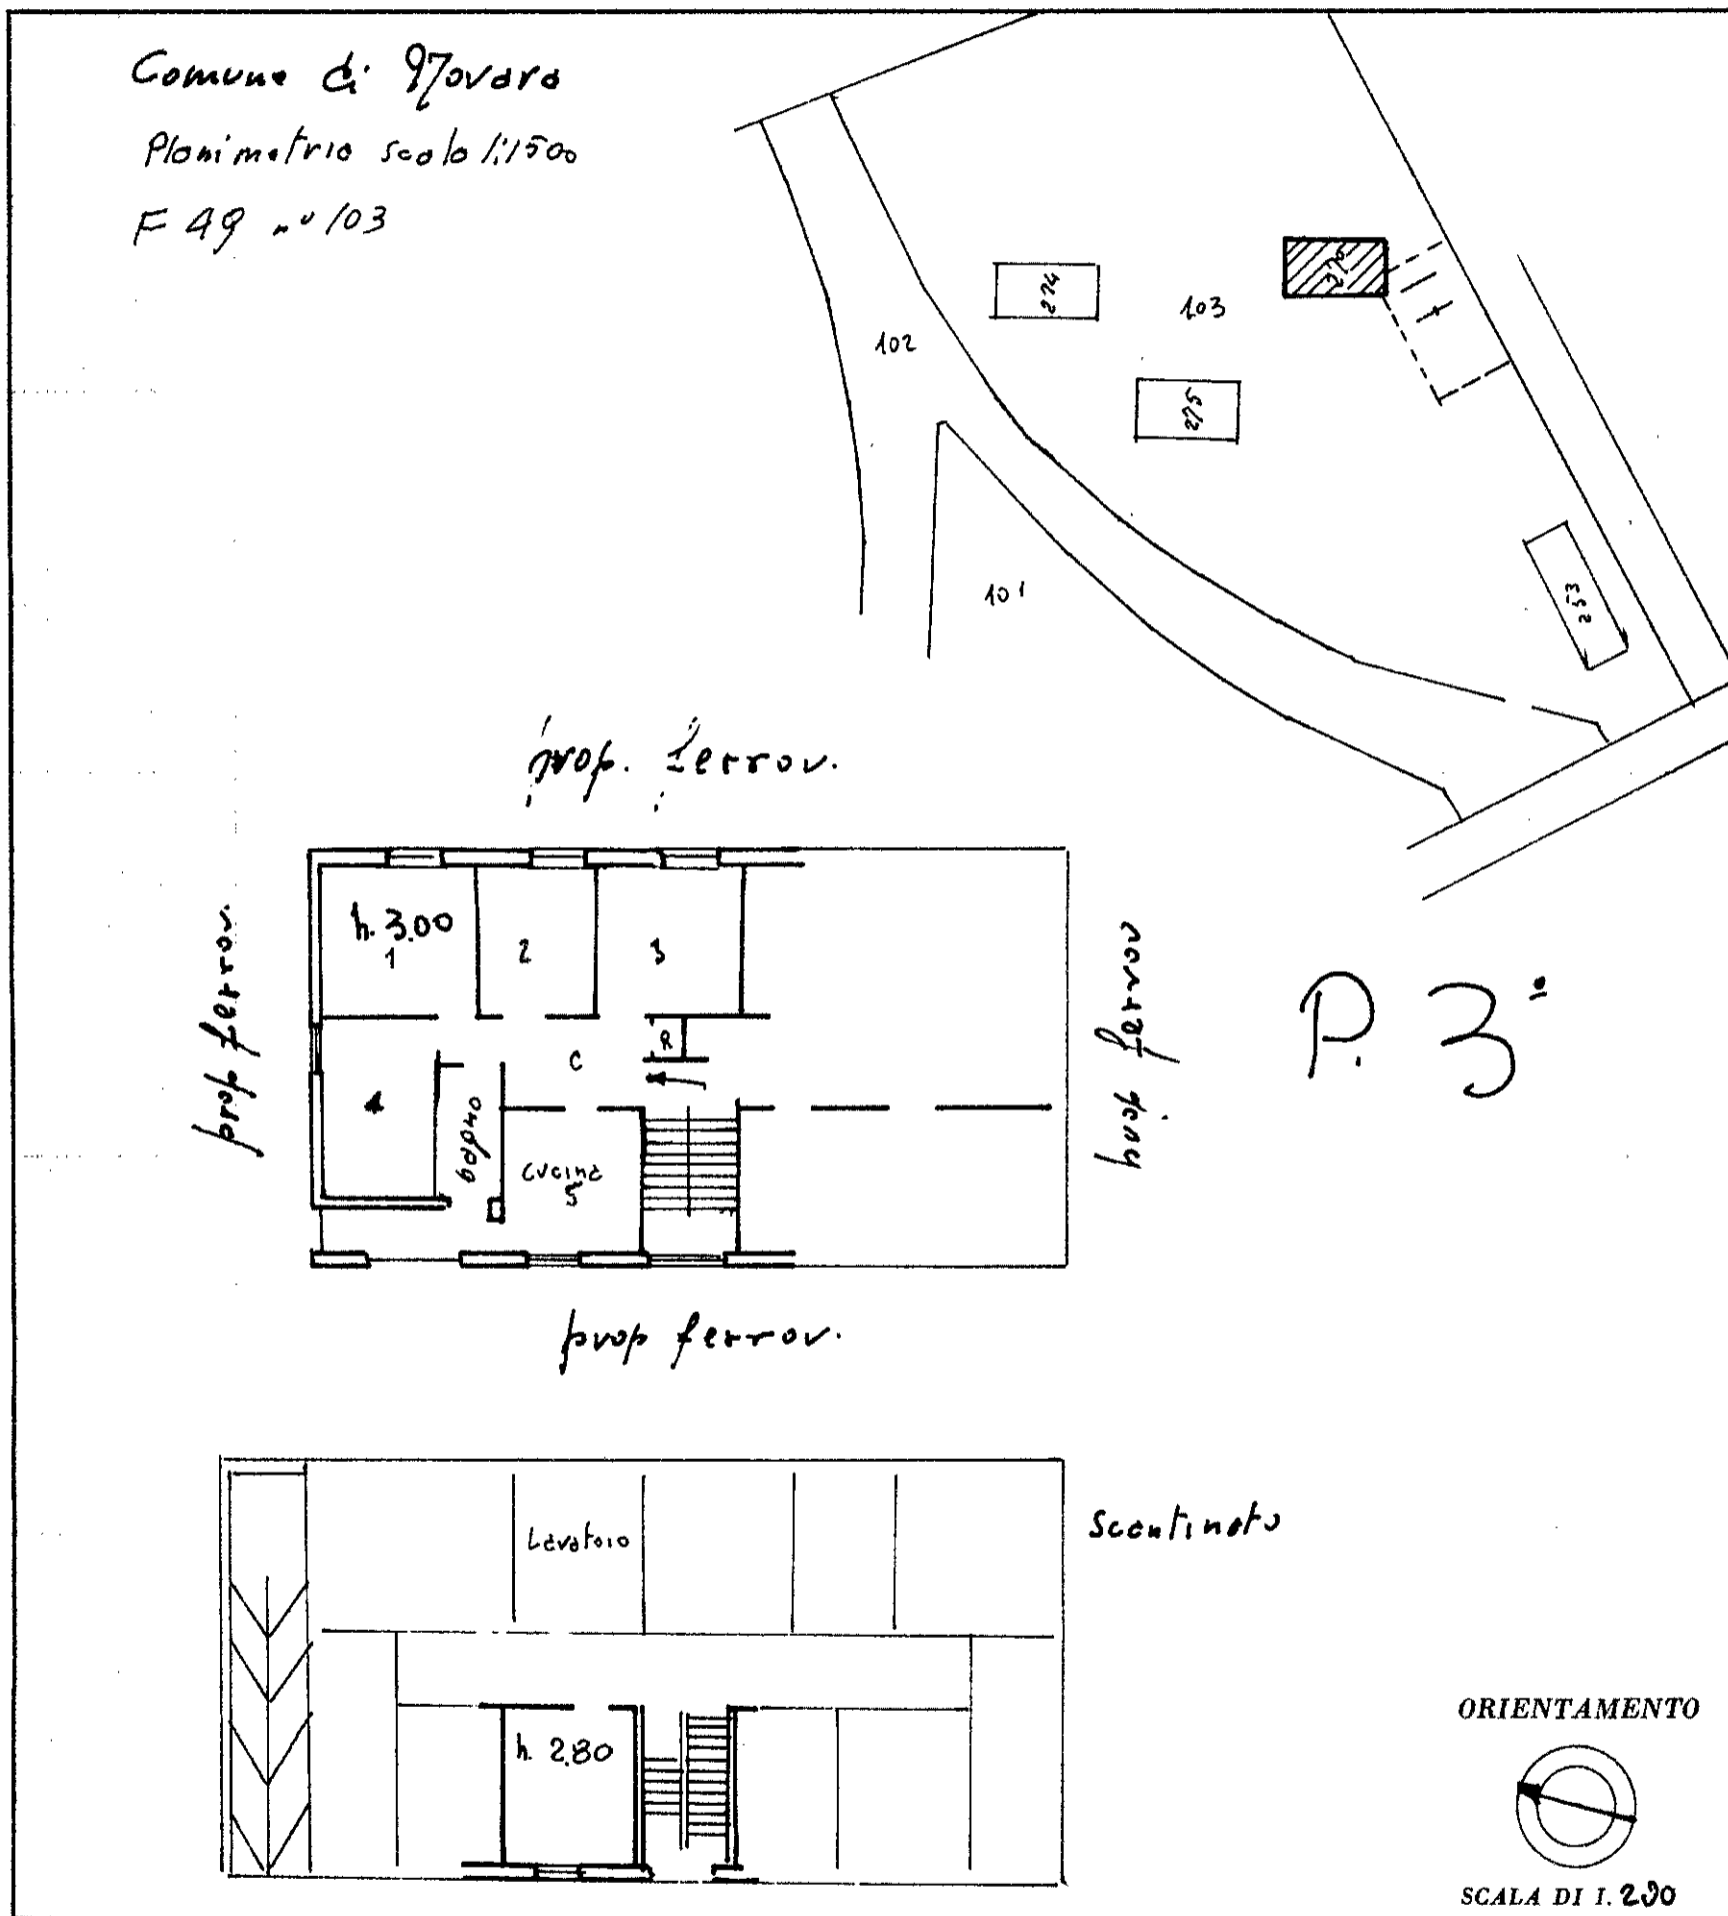 Comune di Novara
Planimetria scala 1:1500
F 49 n° 103
276
274
103
102
275
101
253
prop. ferrov.
prop ferrov.
h. 3.00
1
2
3
4
C
R
bagno
cucina
5
prop ferrov
P. 3°
prop ferrov.
Lavatoio
Scantinato
h. 2.80
ORIENTAMENTO
SCALA DI 1. 200